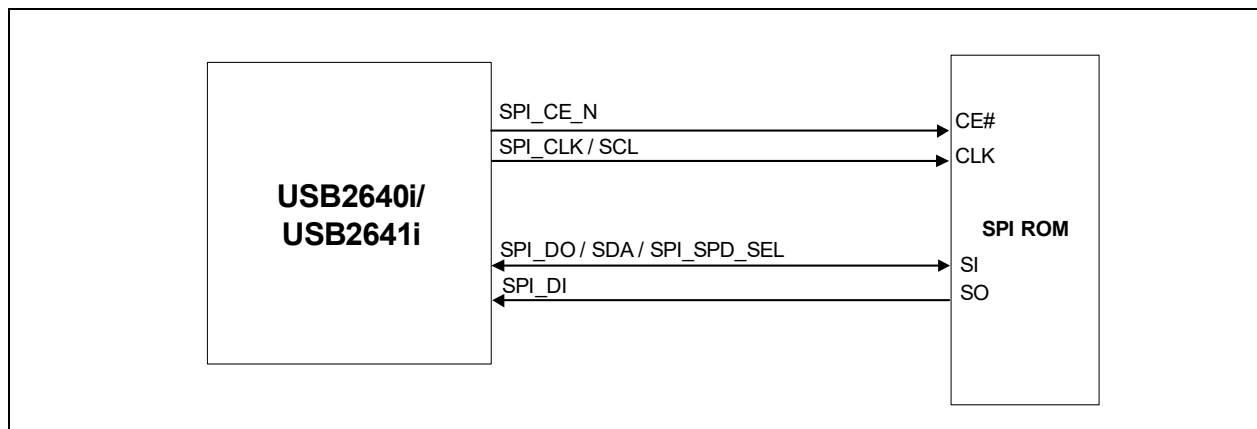 SPI_CE_N
CE#
SPI_CLK / SCL
CLK
USB2640i/
USB2641i
SPI ROM
SPI_DO / SDA / SPI_SPD_SEL
SI
SPI_DI
SO